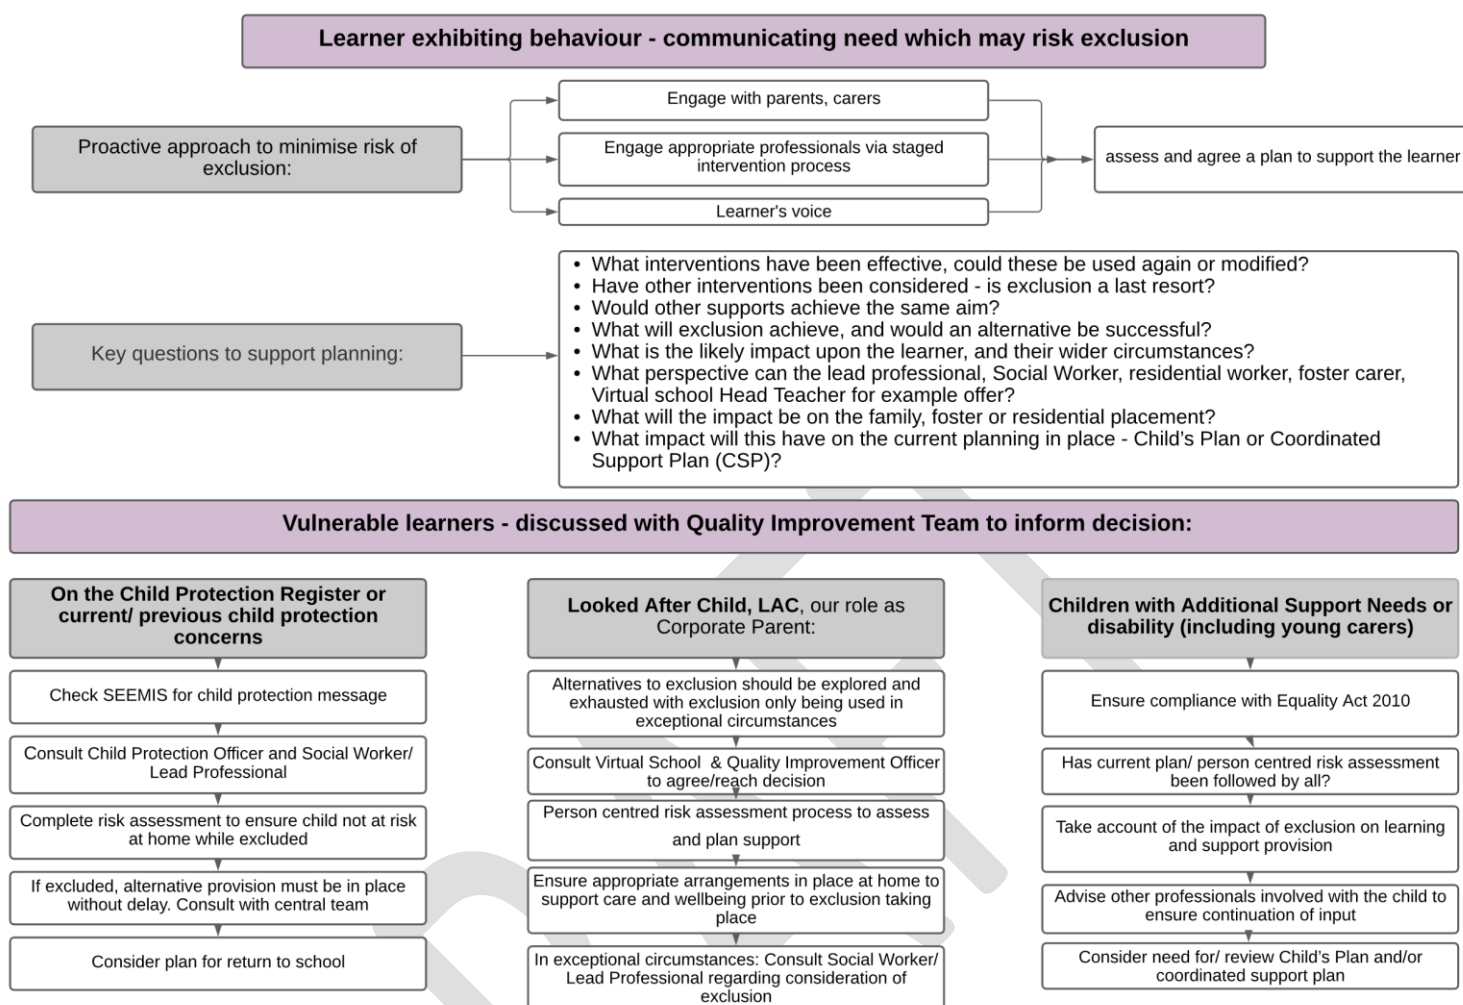 Learner exhibiting behaviour - communicating need which may risk exclusion
Proactive approach to minimise risk of
exclusion:
Engage with parents, carers
Engage appropriate professionals via staged
intervention process
Learner's voice
assess and agree a plan to support the learner
Key questions to support planning:
• What interventions have been effective, could these be used again or modified?
• Have other interventions been considered - is exclusion a last resort?
• Would other supports achieve the same aim?
• What will exclusion achieve, and would an alternative be successful?
• What is the likely impact upon the learner, and their wider circumstances?
• What perspective can the lead professional, Social Worker, residential worker, foster carer,
Virtual school Head Teacher for example offer?
• What will the impact be on the family, foster or residential placement?
• What impact will this have on the current planning in place - Child's Plan or Coordinated
Support Plan (CSP)?
Vulnerable learners - discussed with Quality Improvement Team to inform decision:
On the Child Protection Register or
current/ previous child protection
concerns
Check SEEMIS for child protection message
Consult Child Protection Officer and Social Worker/
Lead Professional
Complete risk assessment to ensure child not at risk
at home while excluded
If excluded, alternative provision must be in place
without delay. Consult with central team
Consider plan for return to school
Looked After Child, LAC, our role as
Corporate Parent:
Alternatives to exclusion should be explored and
exhausted with exclusion only being used in
exceptional circumstances
Consult Virtual School & Quality Improvement Officer
to agree/reach decision
Person centred risk assessment process to assess
and plan support
Ensure appropriate arrangements in place at home to
support care and wellbeing prior to exclusion taking
place
In exceptional circumstances: Consult Social Worker/
Lead Professional regarding consideration of
exclusion
Children with Additional Support Needs or
disability (including young carers)
Ensure compliance with Equality Act 2010
Has current plan/ person centred risk assessment
been followed by all?
Take account of the impact of exclusion on learning
and support provision
Advise other professionals involved with the child to
ensure continuation of input
Consider need for/ review Child's Plan and/or
coordinated support plan